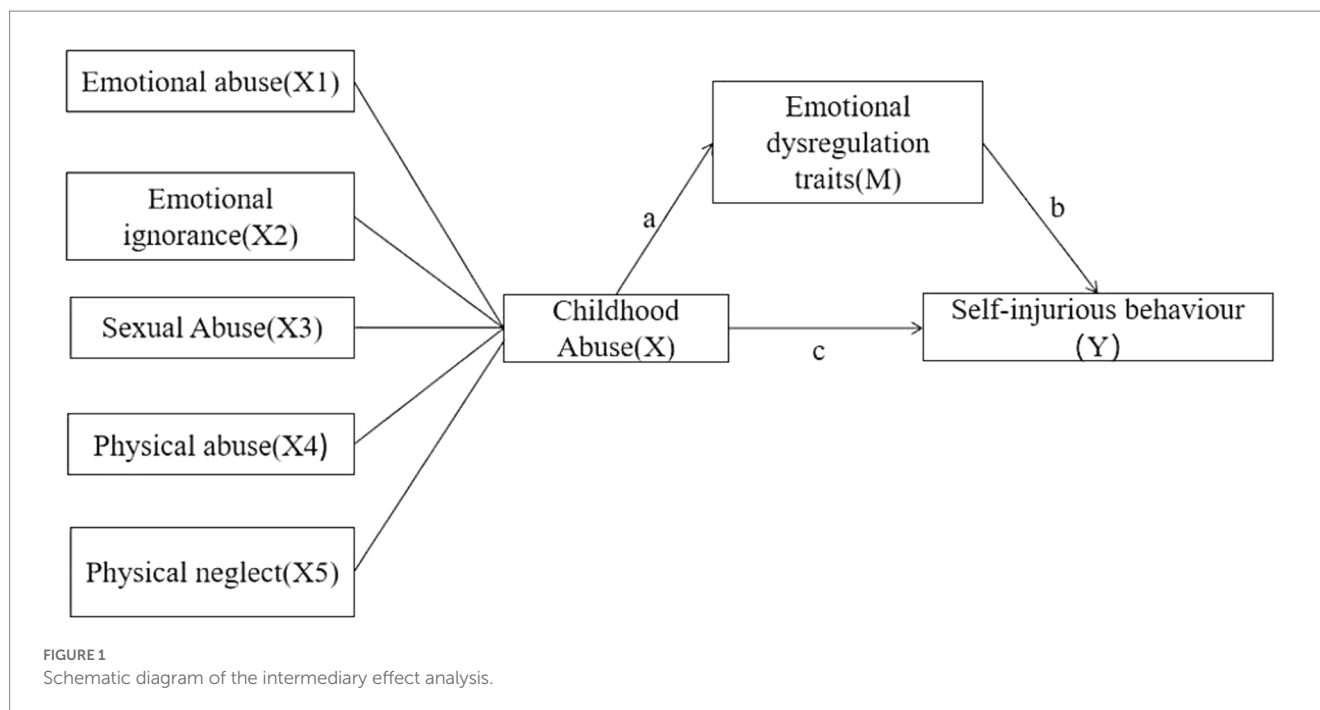 Emotional abuse(X1)
Emotional
ignorance(X2)
Sexual Abuse(X3)
Physical abuse(X4)
Physical neglect(X5)
Childhood
Abuse(X)
Emotional
dysregulation
traits(M)
Self-injurious behaviour
(Y)
a
b
c
FIGURE 1
Schematic diagram of the intermediary effect analysis.